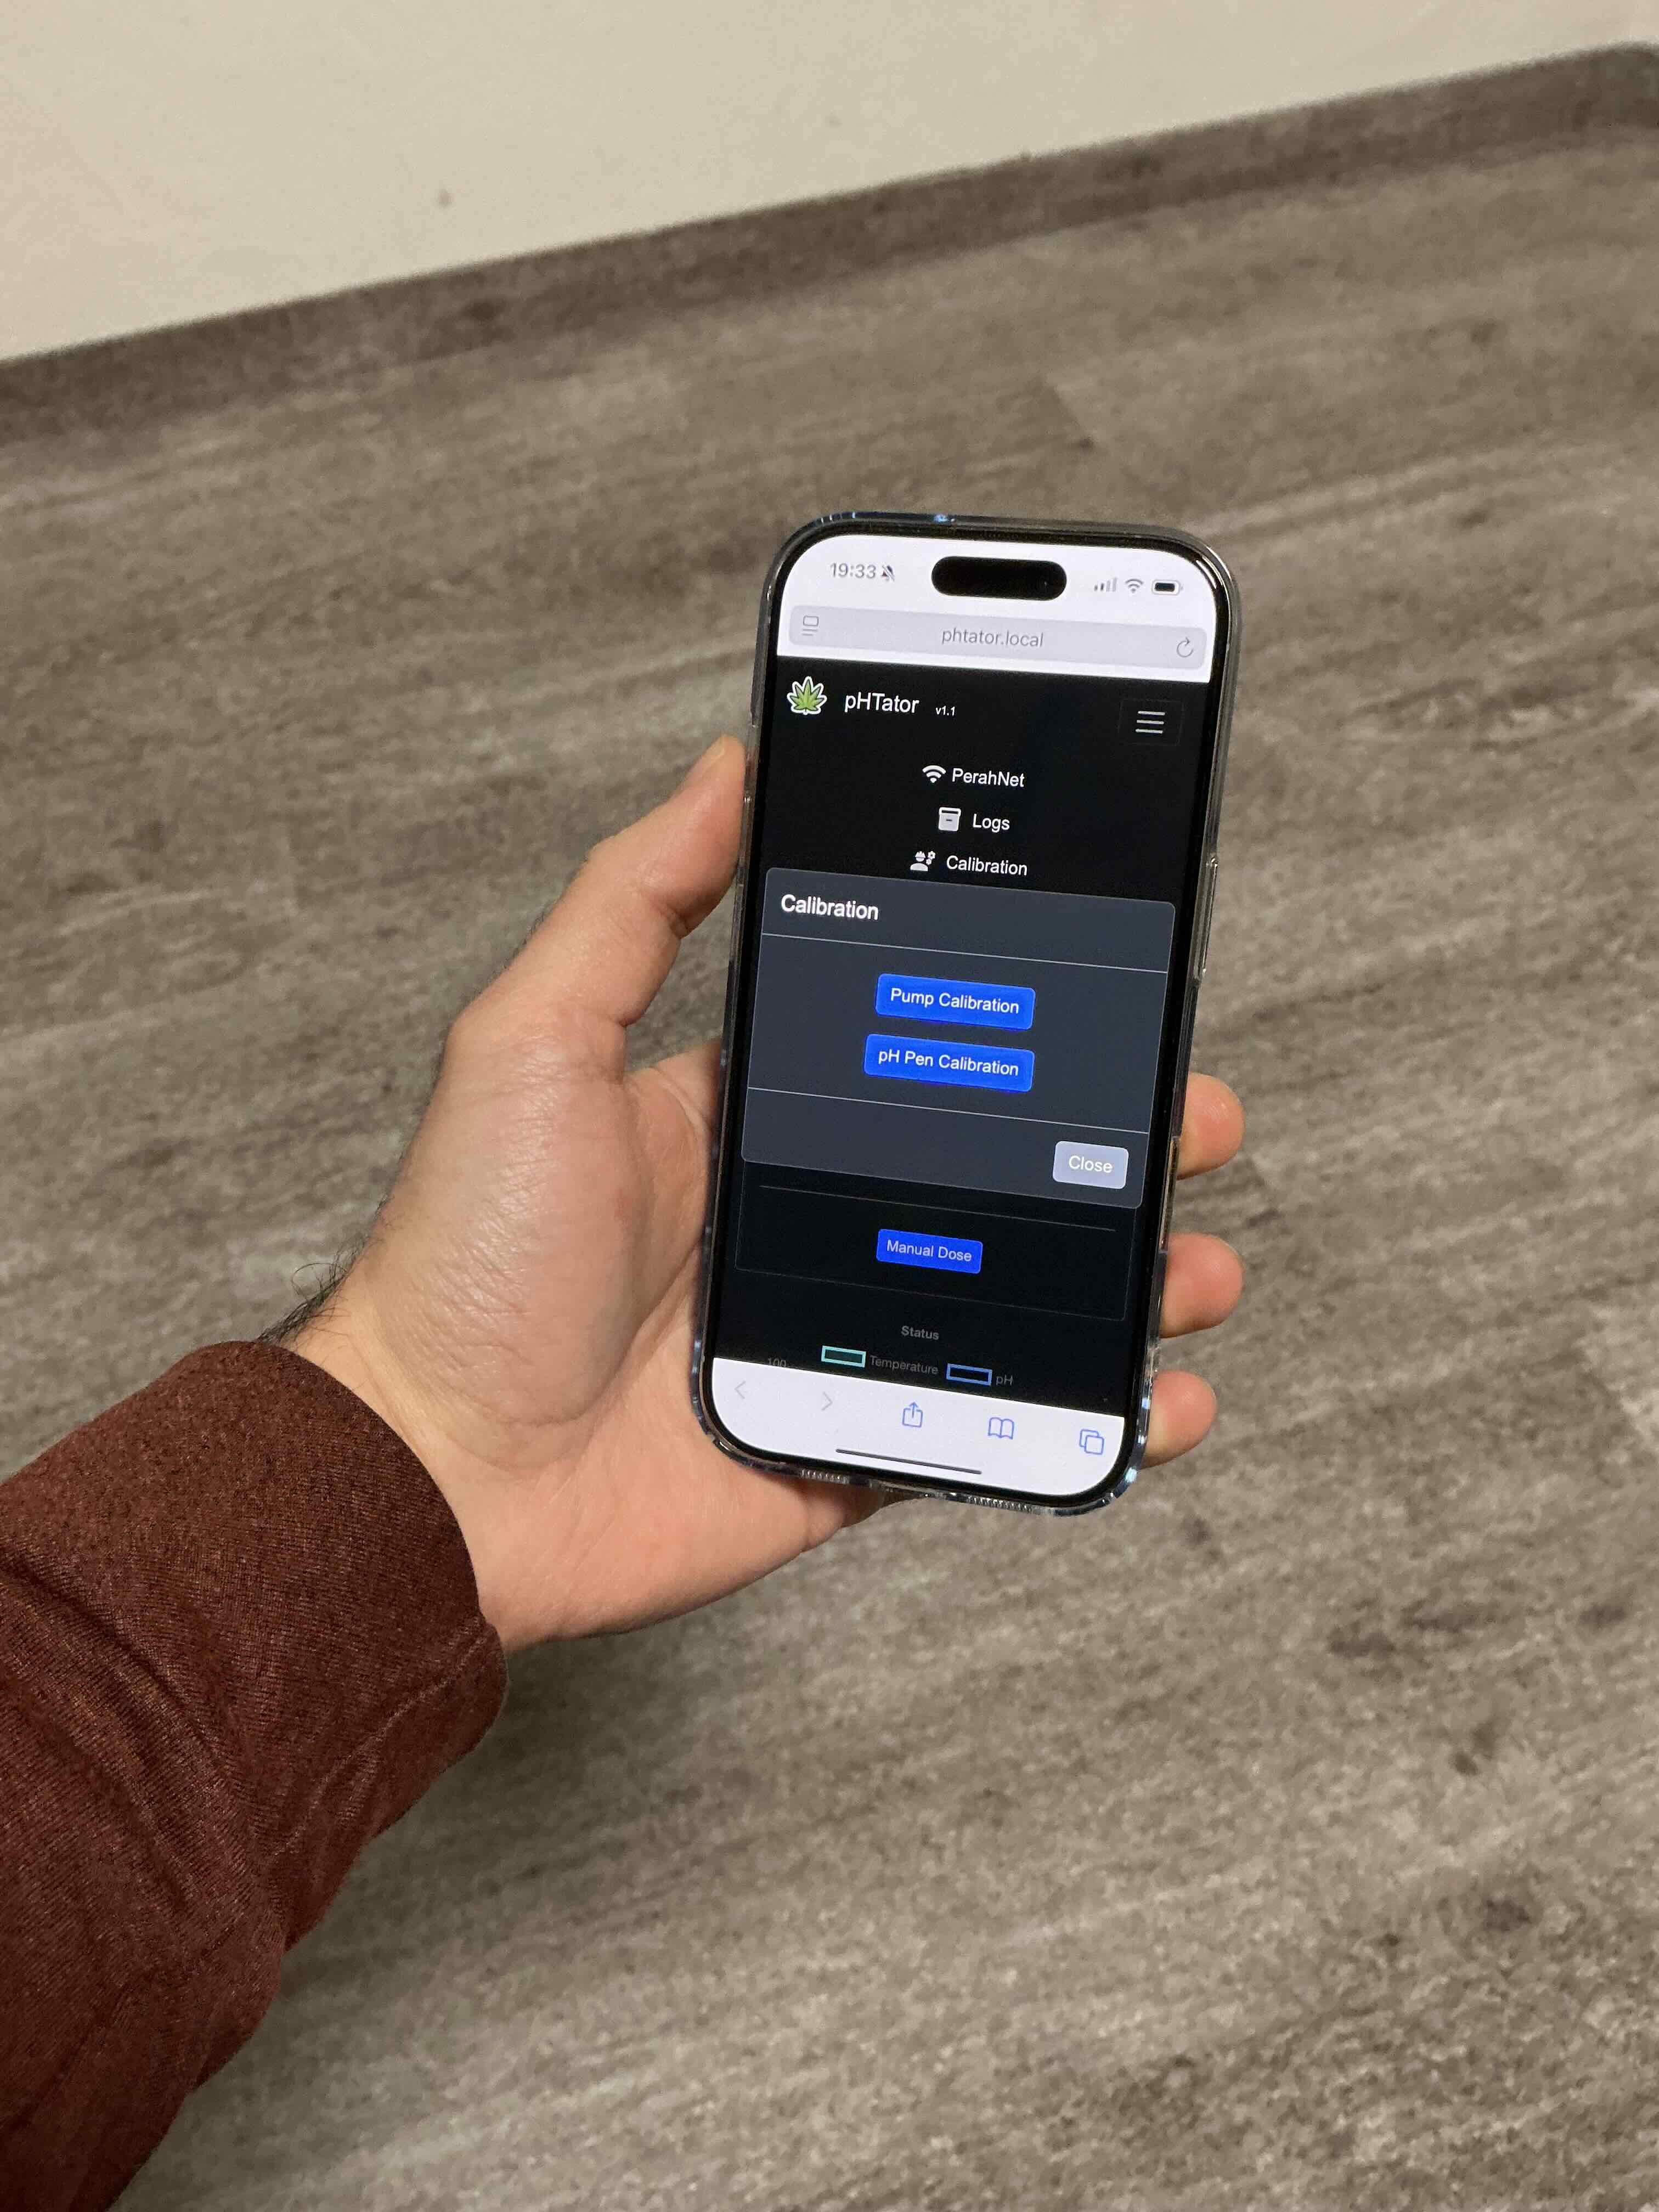 19:33
phtator.local
pHTator v1.1
PerahNet
Logs
Calibration
Calibration
Pump Calibration
pH Pen Calibration
Close
Manual Dose
Status
Temperature pH
100